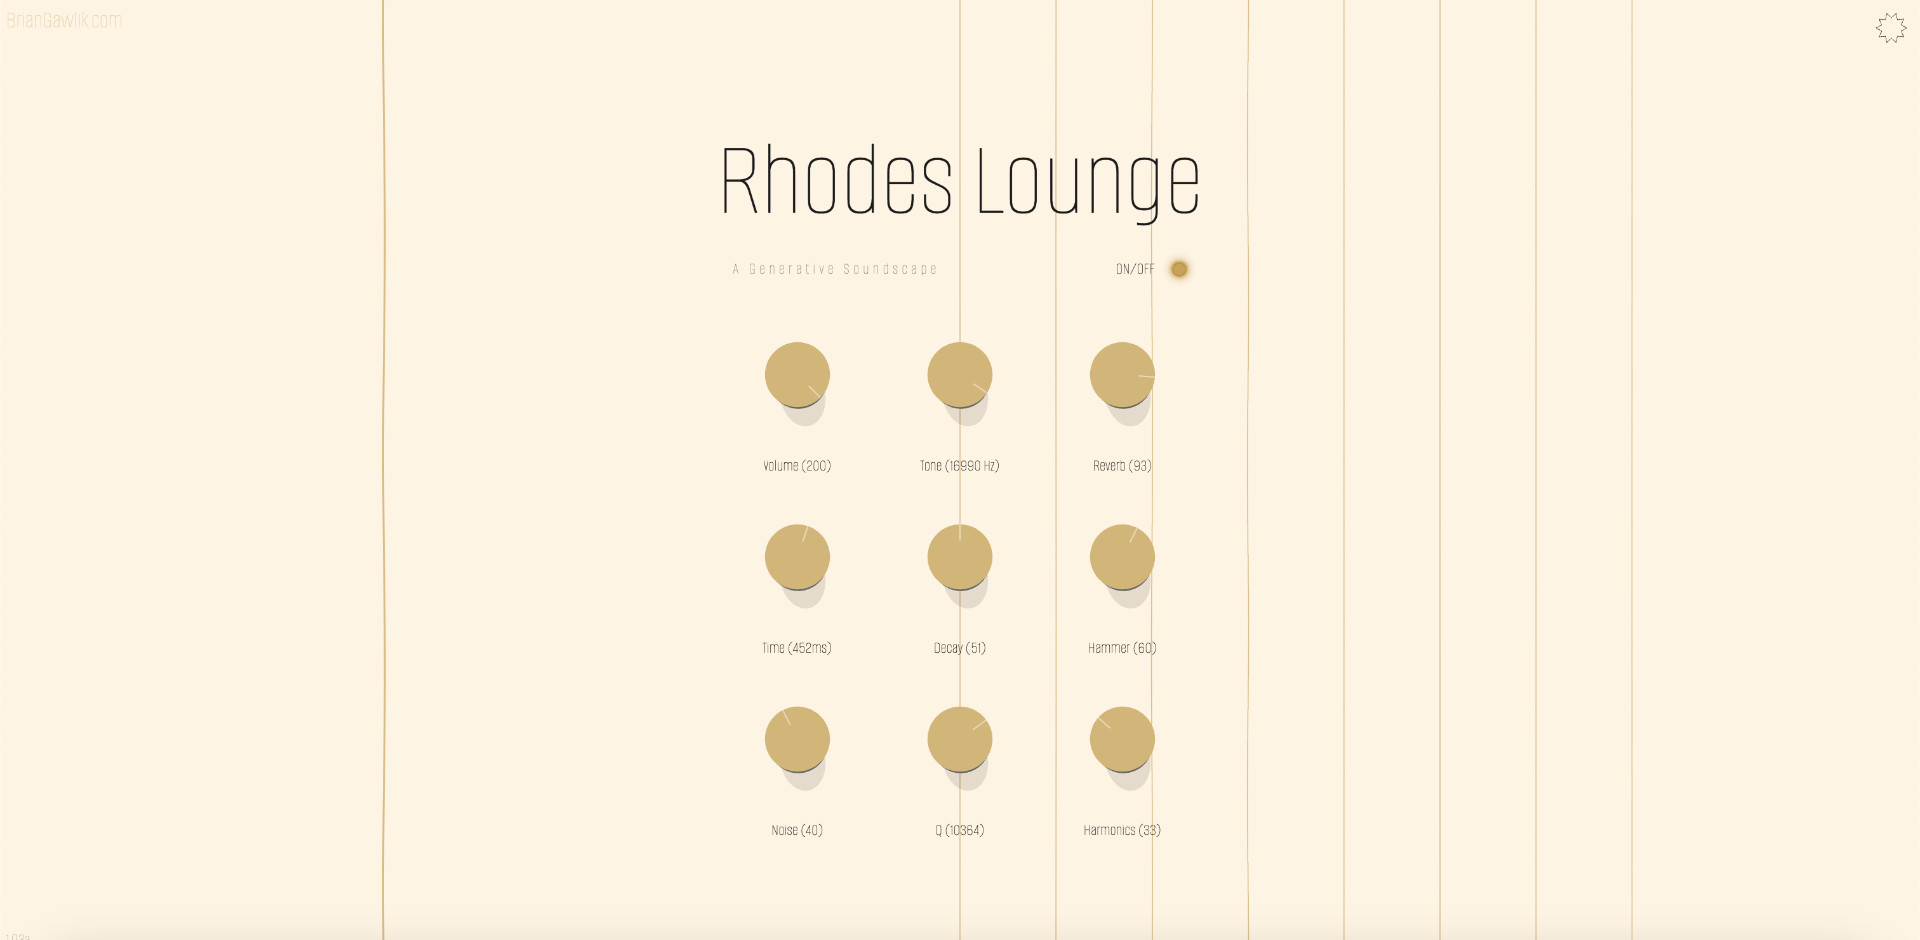 BrianGawlik.com
Rhodes Lounge
A Generative Soundscape
ON/OFF
Volume (200)
Tone (16990 Hz)
Reverb (93)
Time (452ms)
Decay (51)
Hammer (60)
Noise (40)
Q (10364)
Harmonics (33)